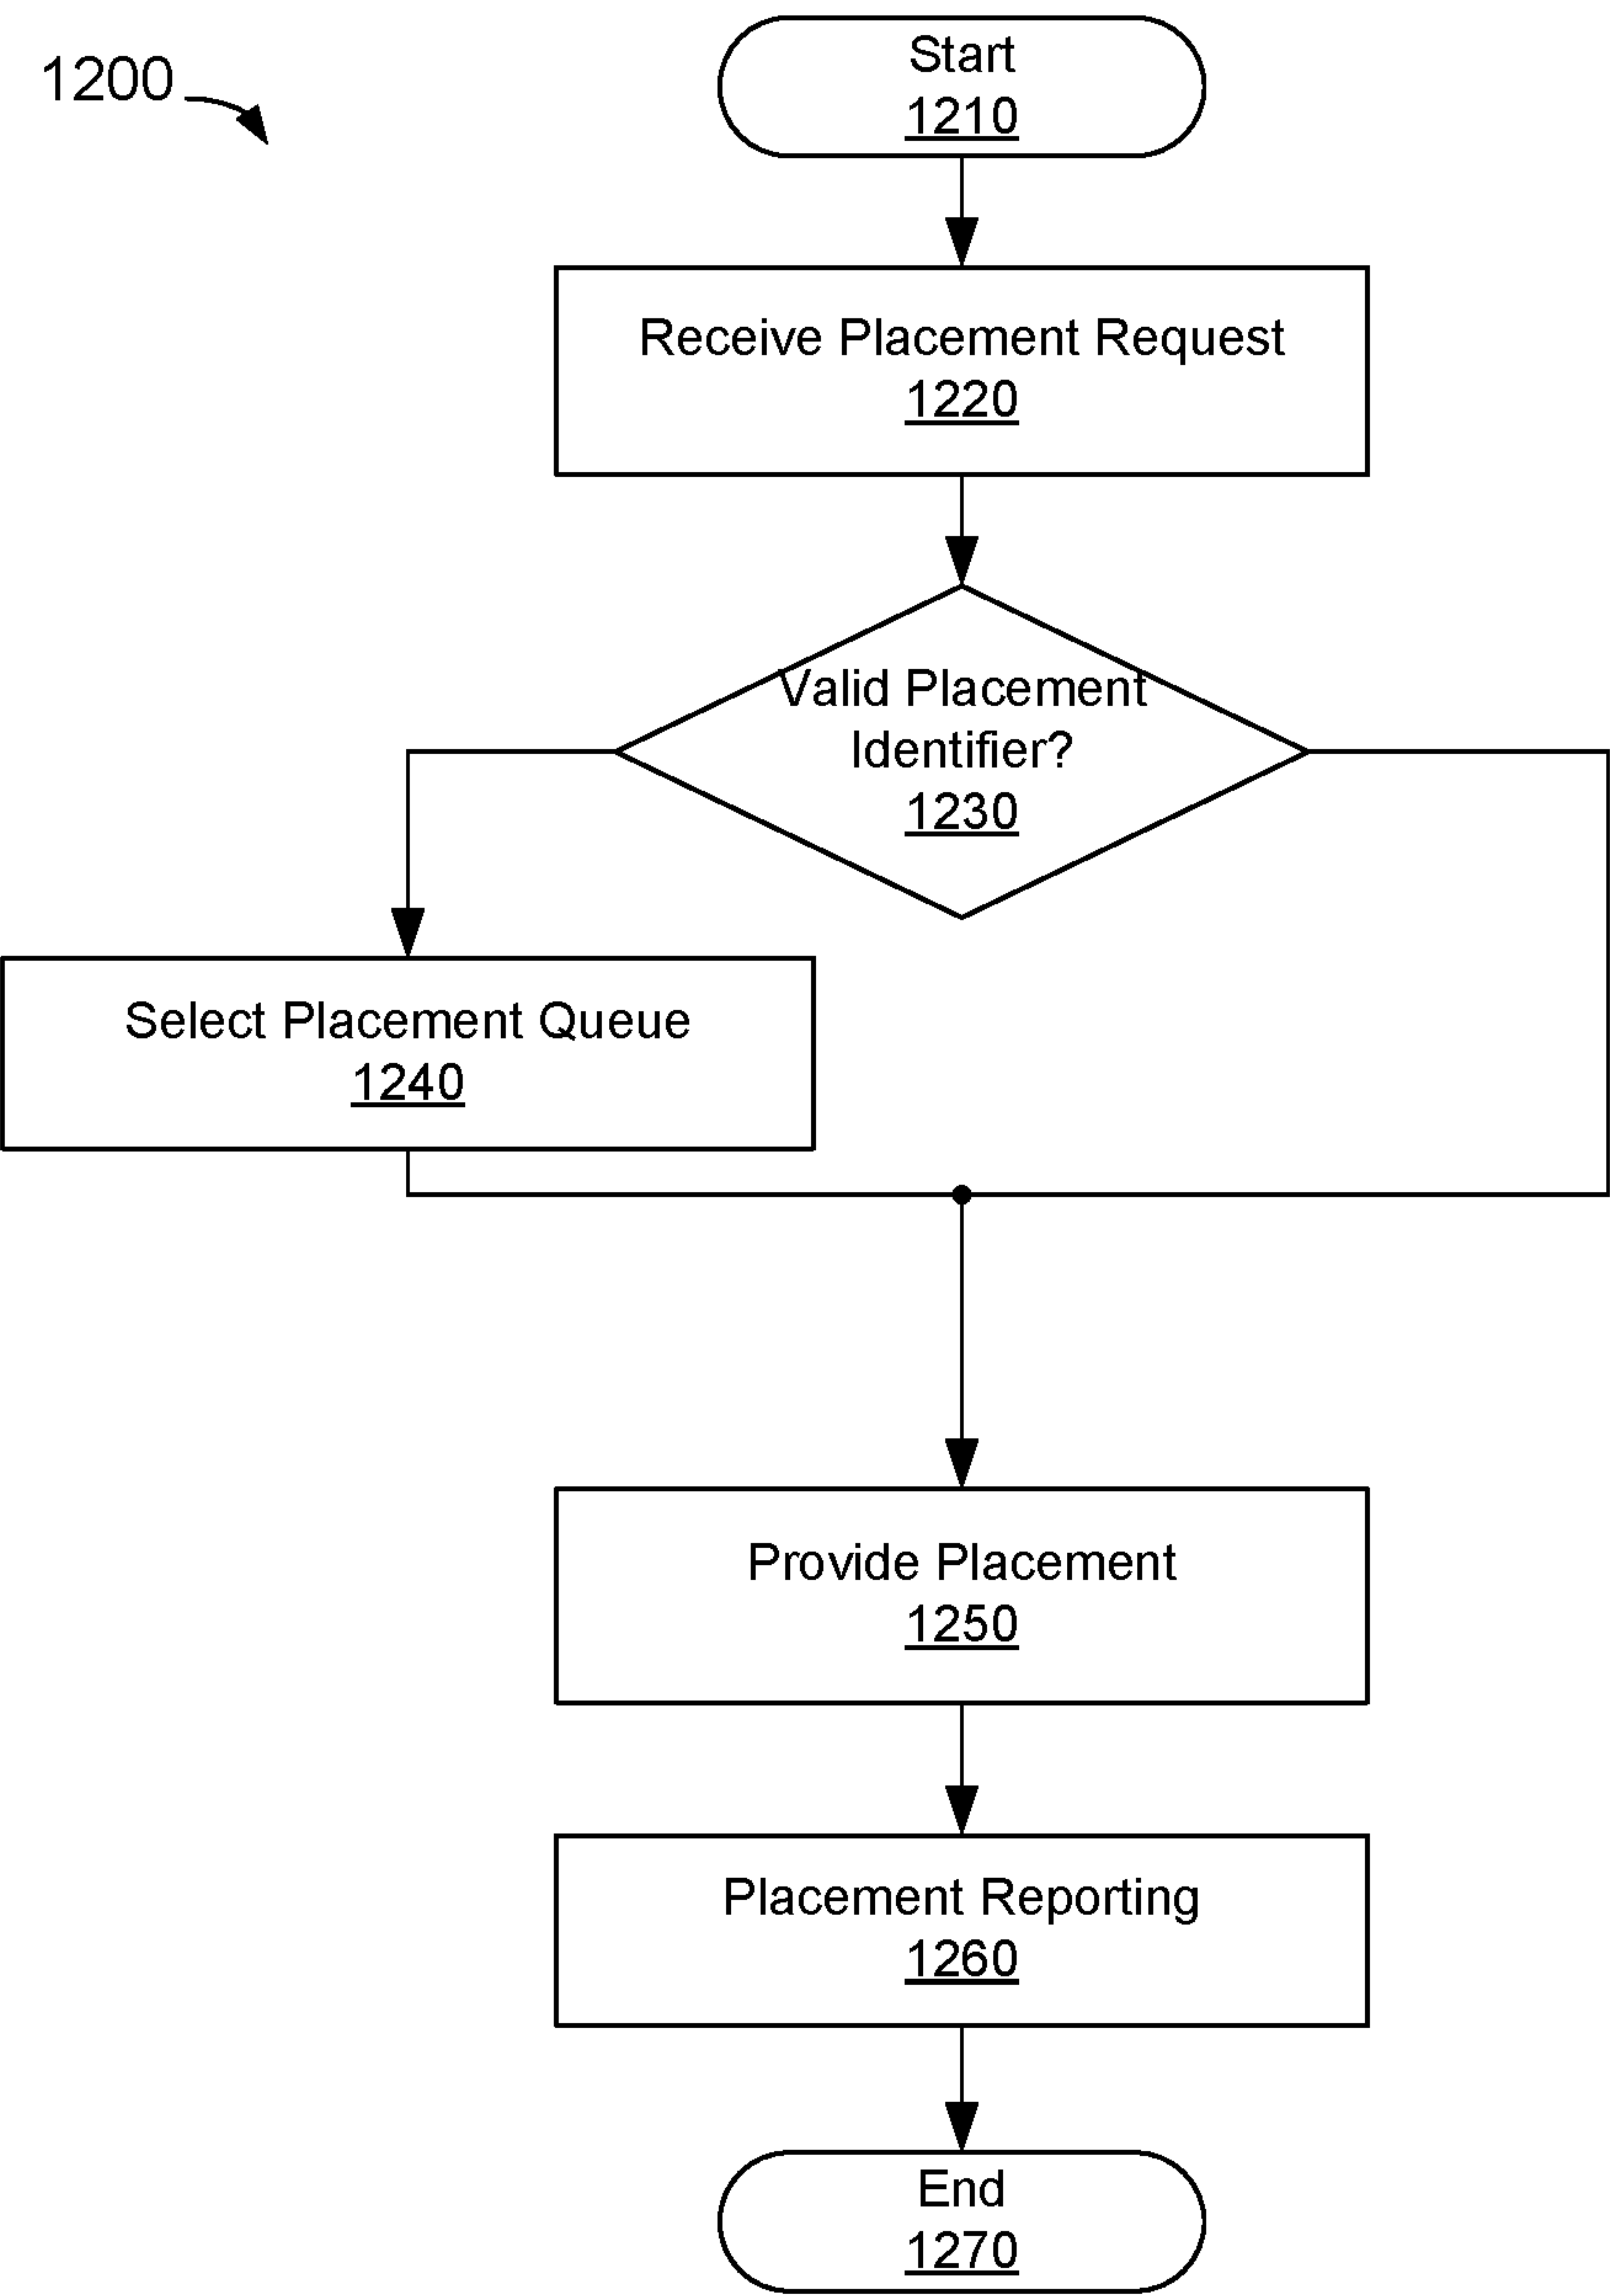 1200
Start
1210
Receive Placement Request
1220
Valid Placement
Identifier?
1230
Select Placement Queue
1240
Provide Placement
1250
Placement Reporting
1260
End
1270